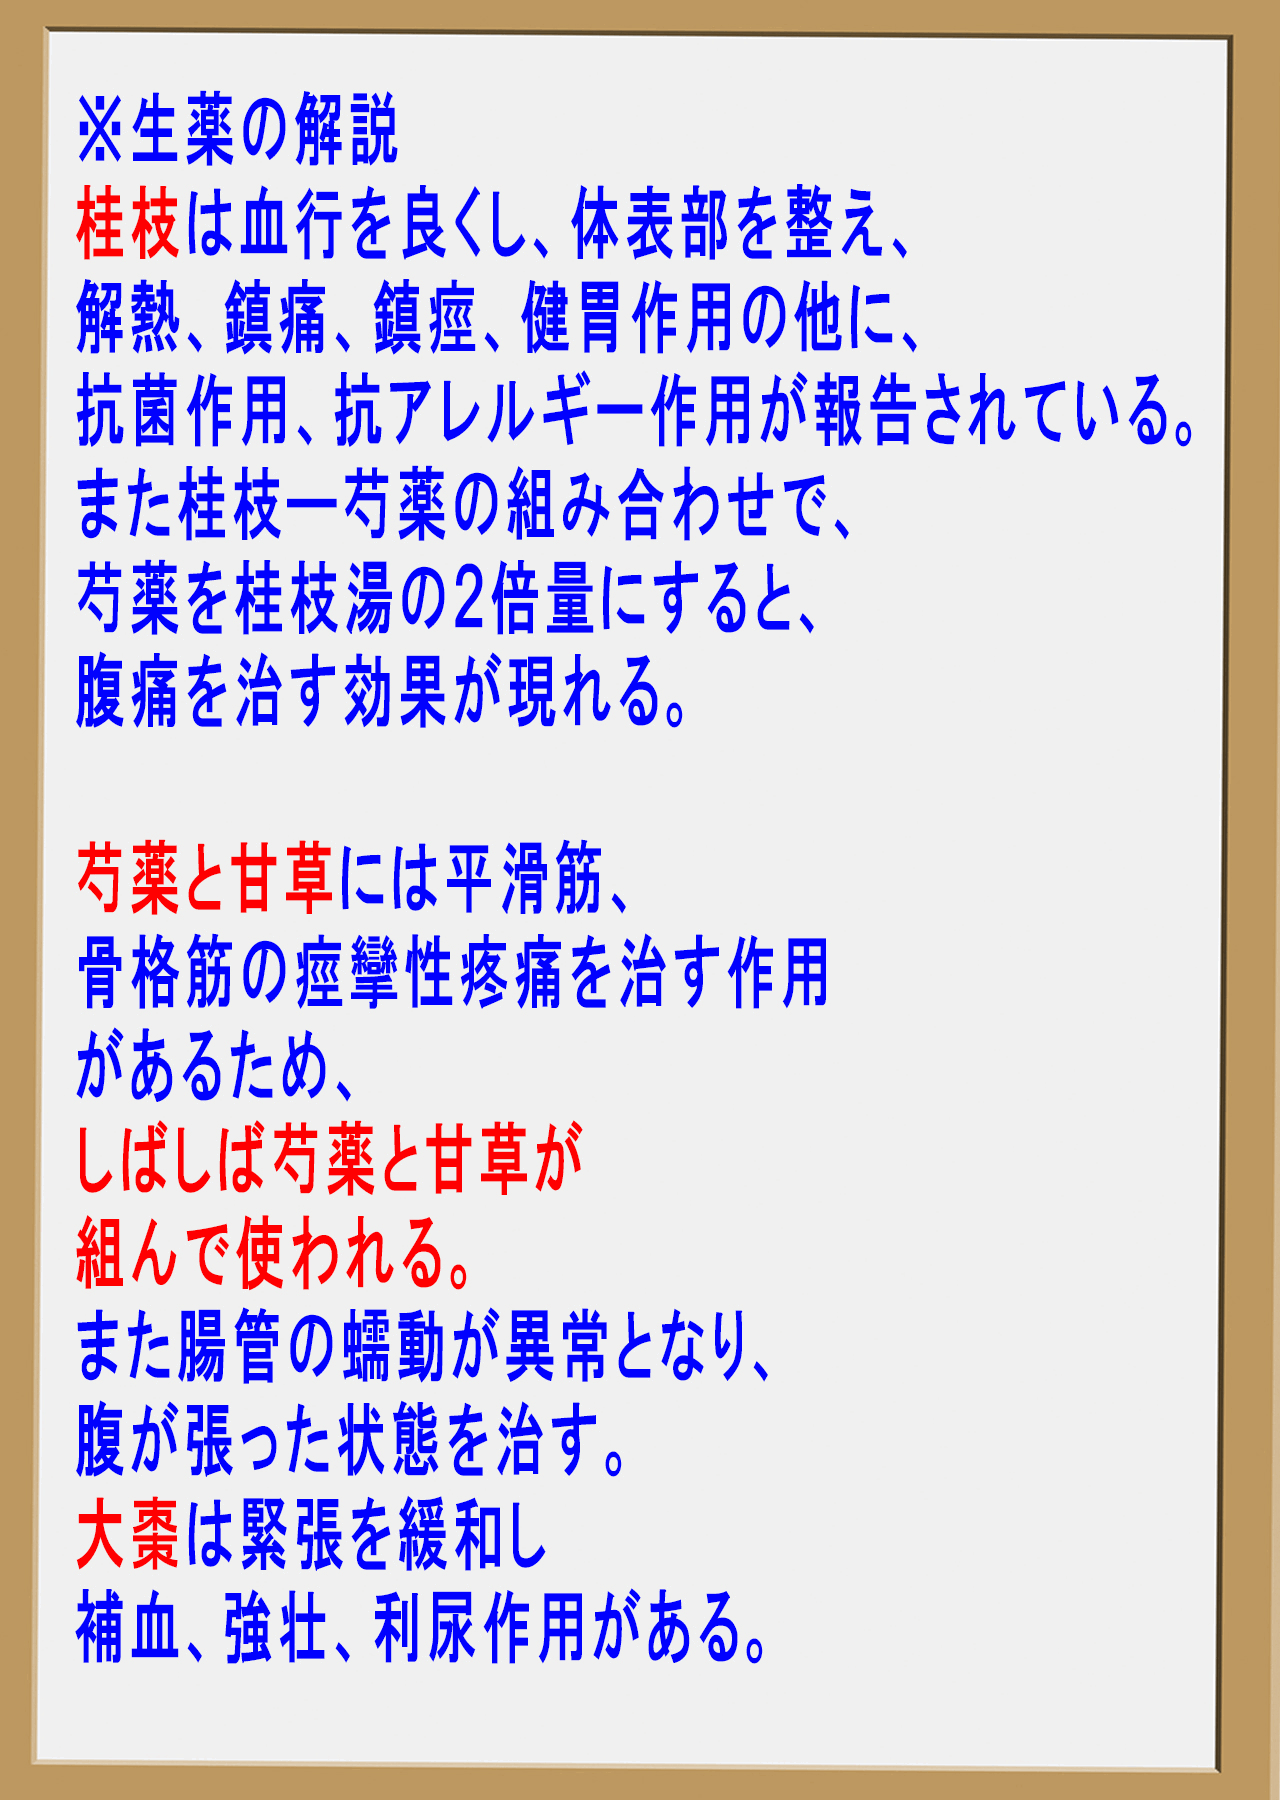 ※生薬の解説
桂枝は血行を良くし、体表部を整え、
解熱、鎮痛、鎮痙、健胃作用の他に、
抗菌作用、抗アレルギー作用が報告されている。
また桂枝―芍薬の組み合わせで、
芍薬を桂枝湯の2倍量にすると、
腹痛を治す効果が現れる。
芍薬と甘草には平滑筋、
骨格筋の痙攣性疼痛を治す作用
があるため、
しばしば芍薬と甘草が
組んで使われる。
また腸管の蠕動が異常となり、
腹が張った状態を治す。
大棗は緊張を緩和し
補血、強壮、利尿作用がある。